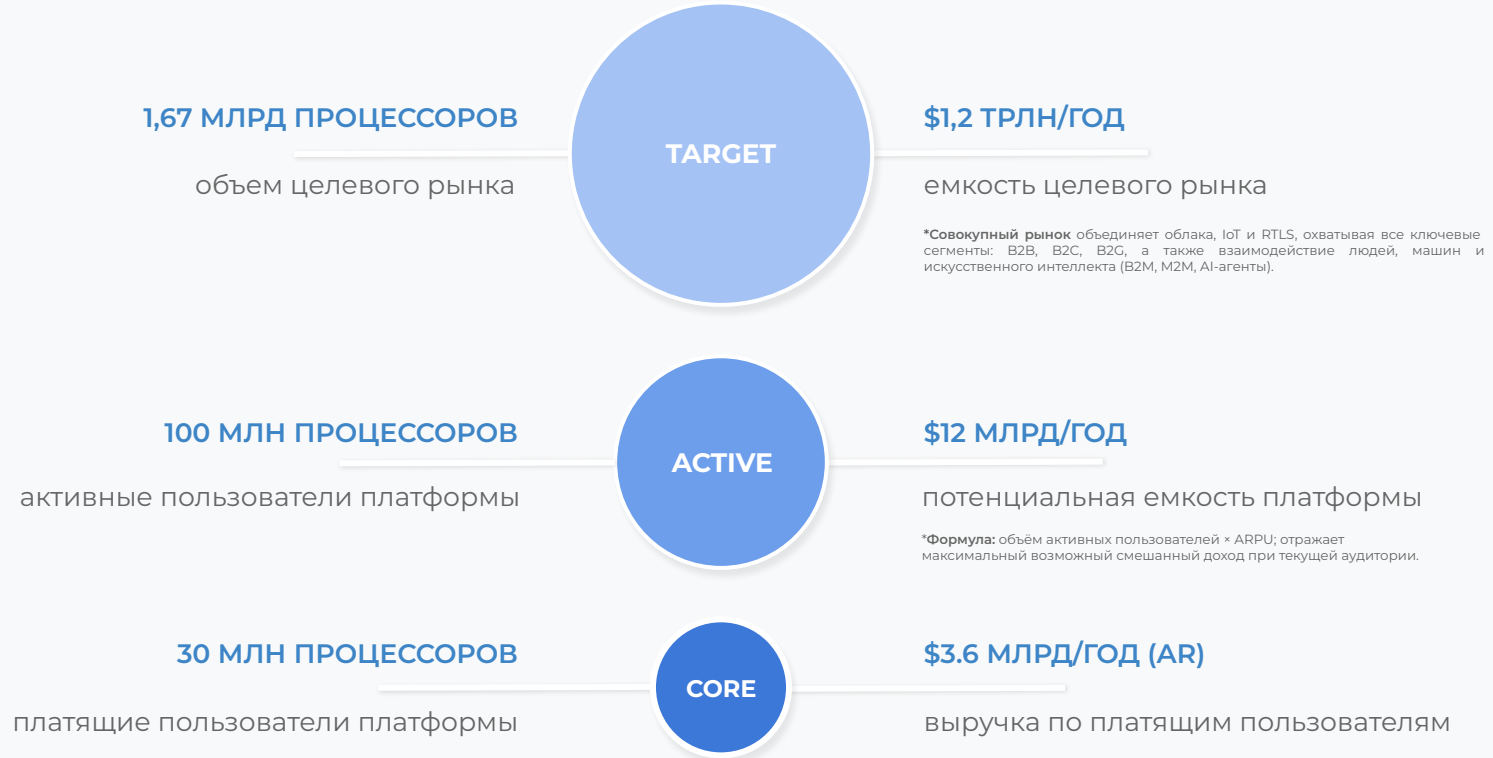 1,67 МЛРД ПРОЦЕССОРОВ
объем целевого рынка
TARGET
$1,2 ТРЛН/ГОД
емкость целевого рынка
*Совокупный рынок объединяет облака, IoT и RTLS, охватывая все ключевые
сегменты: B2B, B2C, B2G, а также взаимодействие людей, машин и
искусственного интеллекта (B2M, M2M, AI-агенты).
100 МЛН ПРОЦЕССОРОВ
активные пользователи платформы
ACTIVE
$12 МЛРД/ГОД
потенциальная емкость платформы
*Формула: объём активных пользователей × ARPU; отражает
максимальный возможный смешанный доход при текущей аудитории.
30 МЛН ПРОЦЕССОРОВ
платящие пользователи платформы
CORE
$3.6 МЛРД/ГОД (AR)
выручка по платящим пользователям